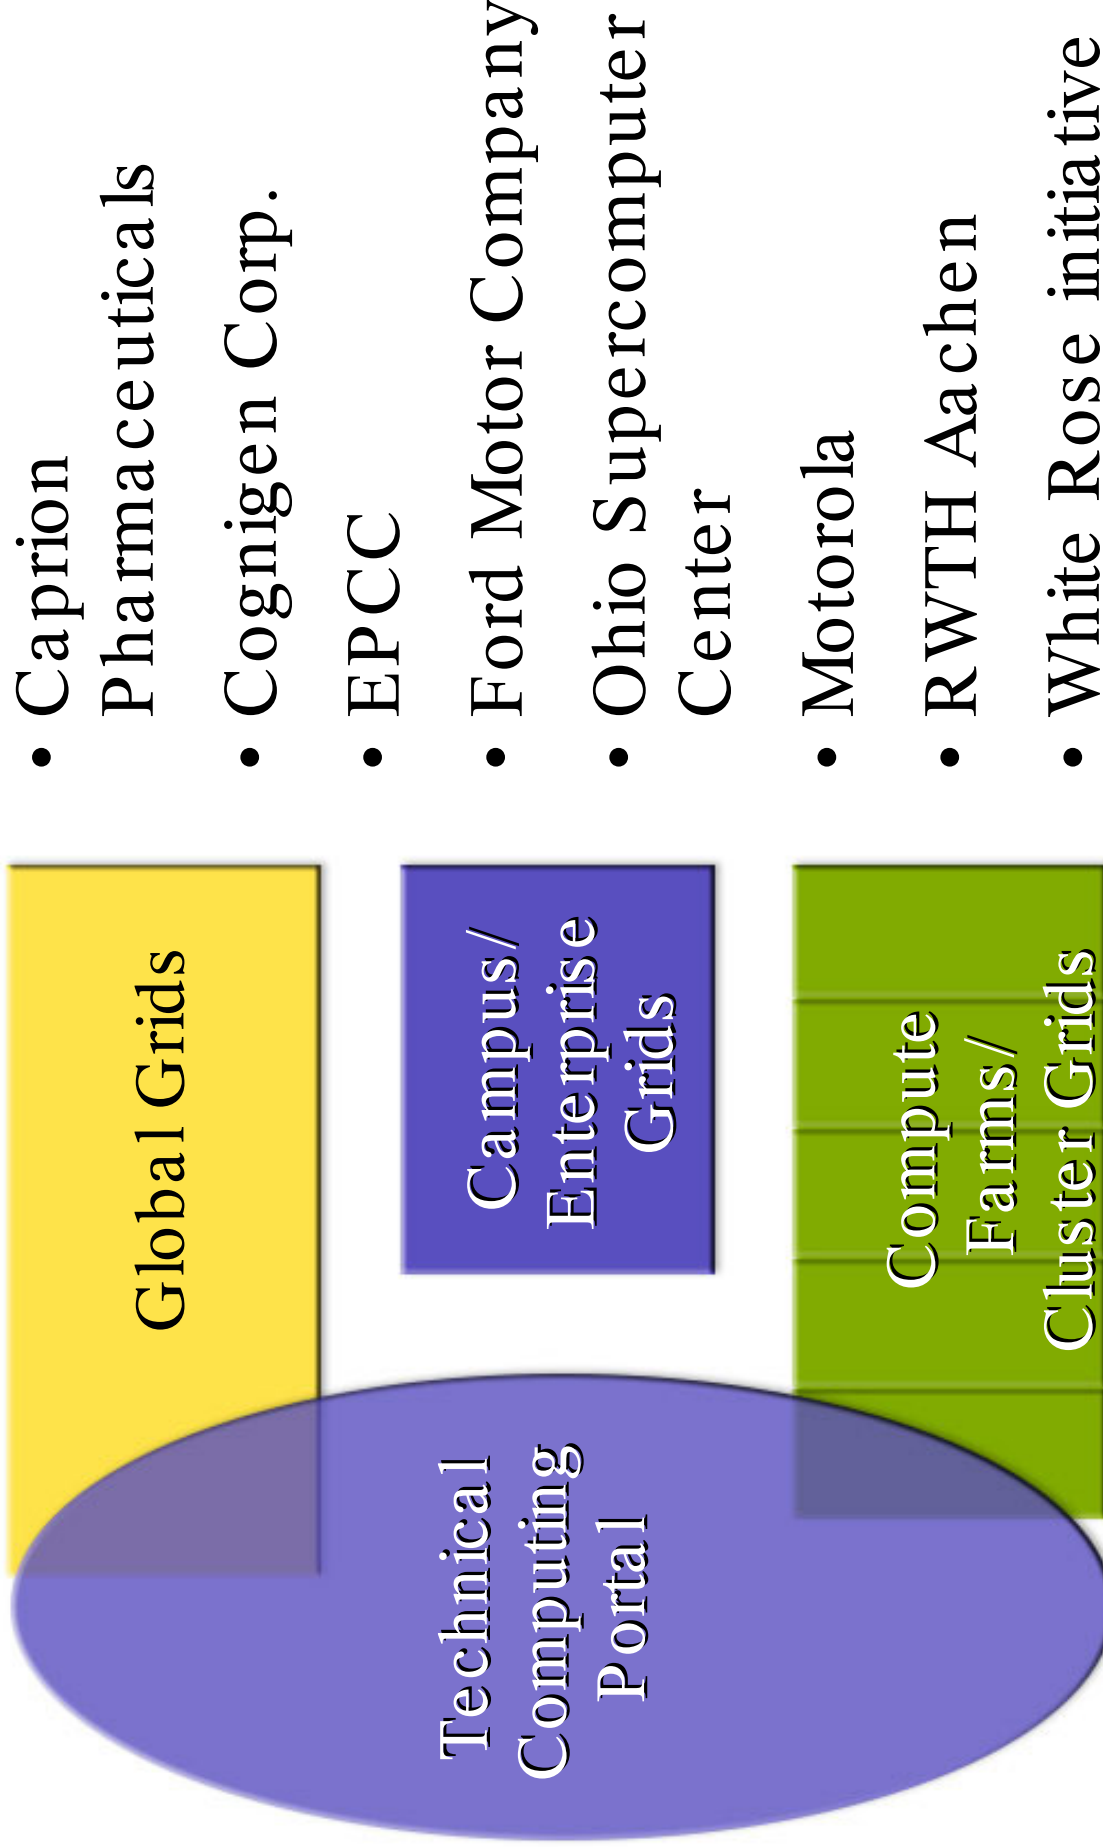 Technical
Computing
Portal
Global Grids
Campus/
Enterprise
Grids
Compute
Farms/
Cluster Grids
• Caprion
Pharmaceuticals
• Cognigen Corp.
• EPCC
• Ford Motor Company
• Ohio Supercomputer
Center
• Motorola
• RWTH Aachen
• White Rose initiative